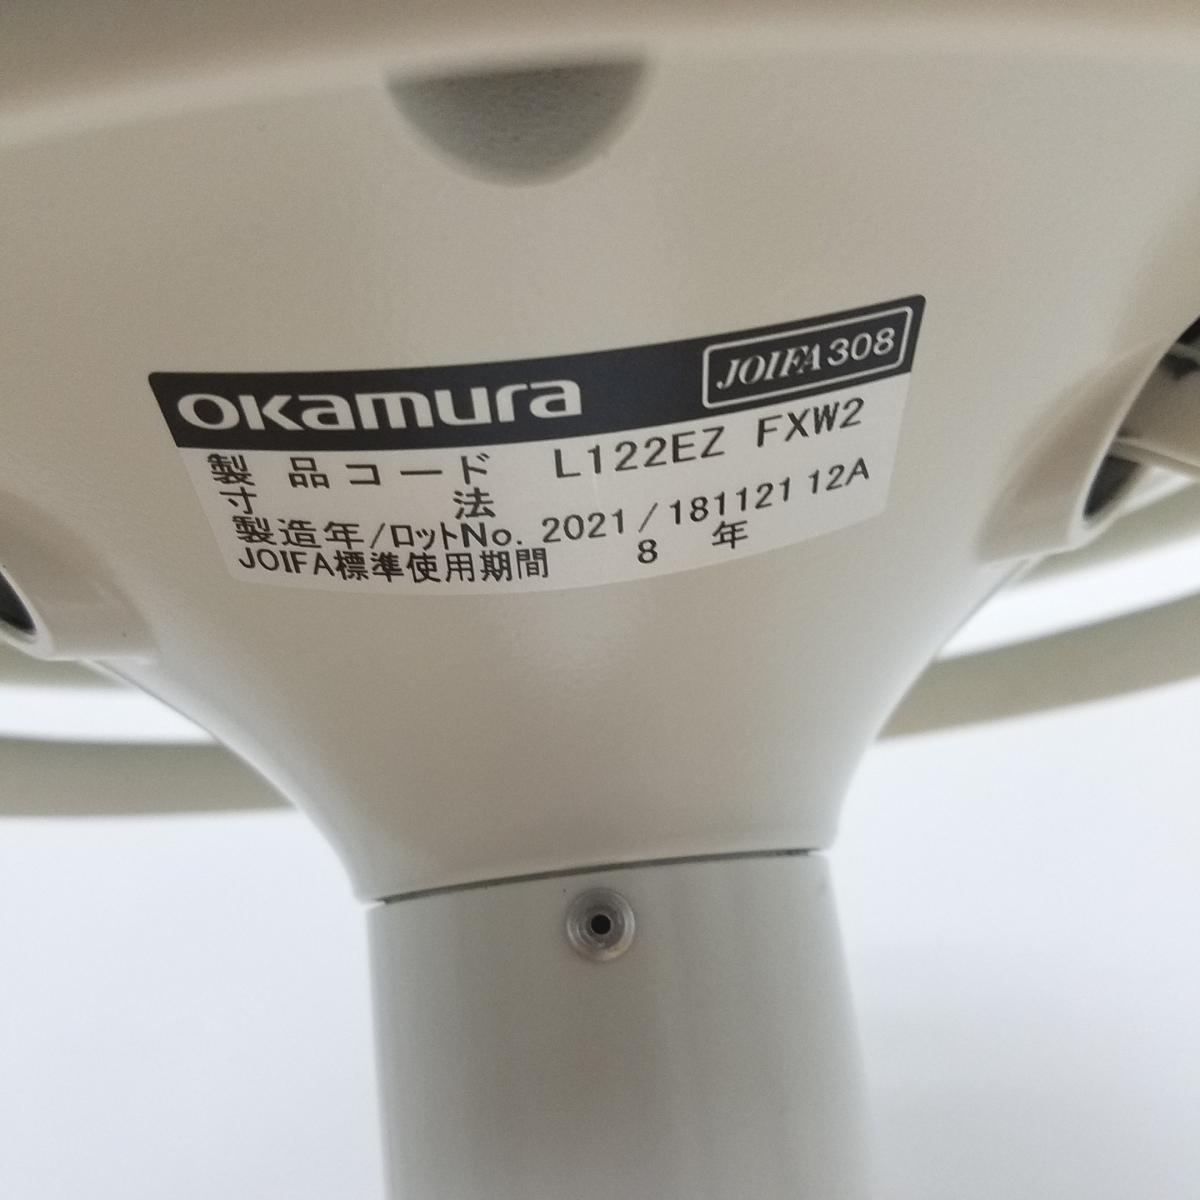 okamura JOIFA308
製品コード L122EZ FXW2
寸法
製造年/ロットNo. 2021/181121 12A
JOIFA標準使用期間 8 年